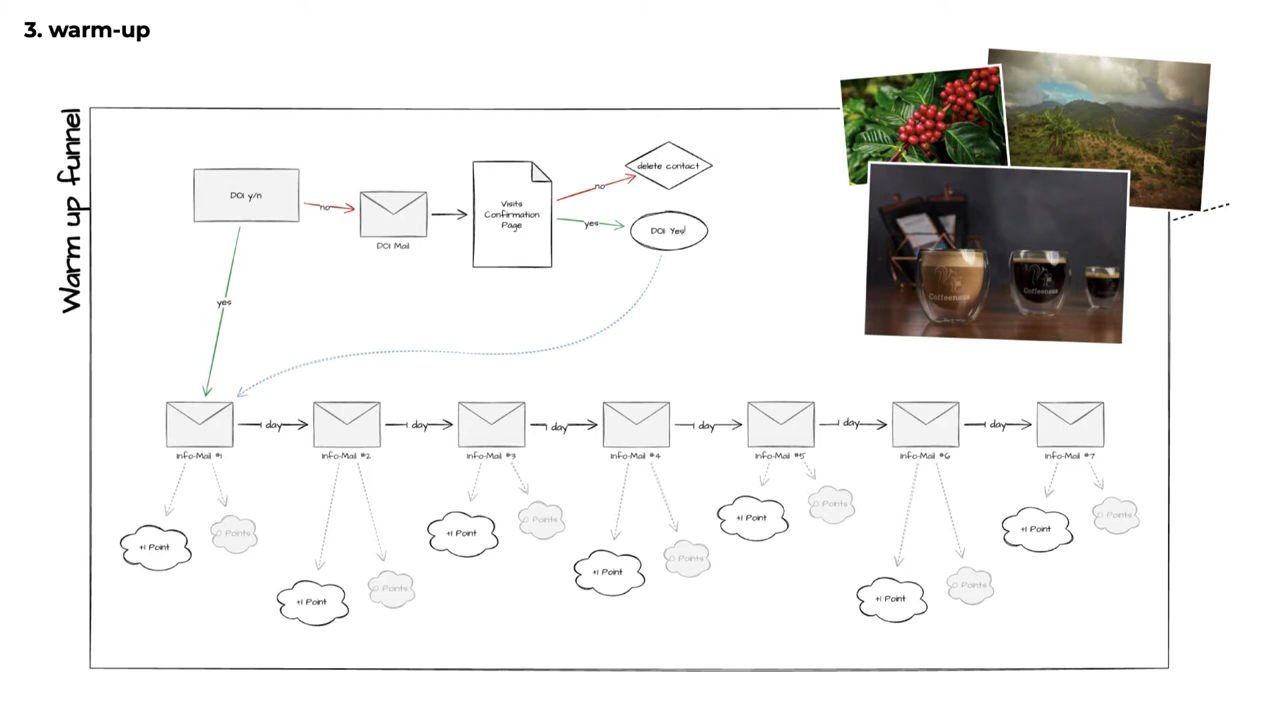 3. warm-up
Warm up funnel
DOI y/n
no
DOI Mail
Visits
Confirmation
Page
no
delete contact
yes
DOI Yes!
yes
Coffeeness
Coffeeness
1 day
1 day
1 day
1 day
1 day
1 day
Info-Mail #1
Info-Mail #2
Info-Mail #3
Info-Mail #4
Info-Mail #5
Info-Mail #6
Info-Mail #7
+1 Point
0 Points
+1 Point
0 Points
+1 Point
0 Points
+1 Point
0 Points
+1 Point
0 Points
+1 Point
0 Points
+1 Point
0 Points